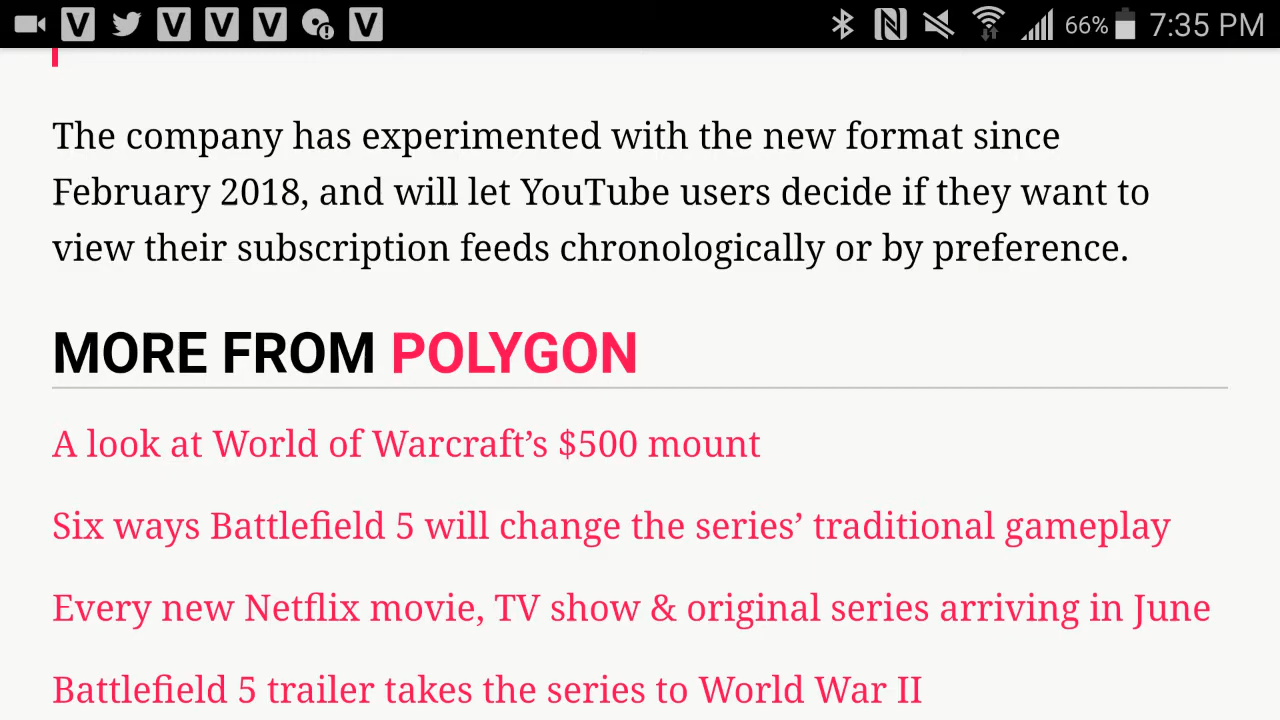 V V V V V 66% 7:35 PM
The company has experimented with the new format since
February 2018, and will let YouTube users decide if they want to
view their subscription feeds chronologically or by preference.
MORE FROM POLYGON
A look at World of Warcraft’s $500 mount
Six ways Battlefield 5 will change the series’ traditional gameplay
Every new Netflix movie, TV show & original series arriving in June
Battlefield 5 trailer takes the series to World War II